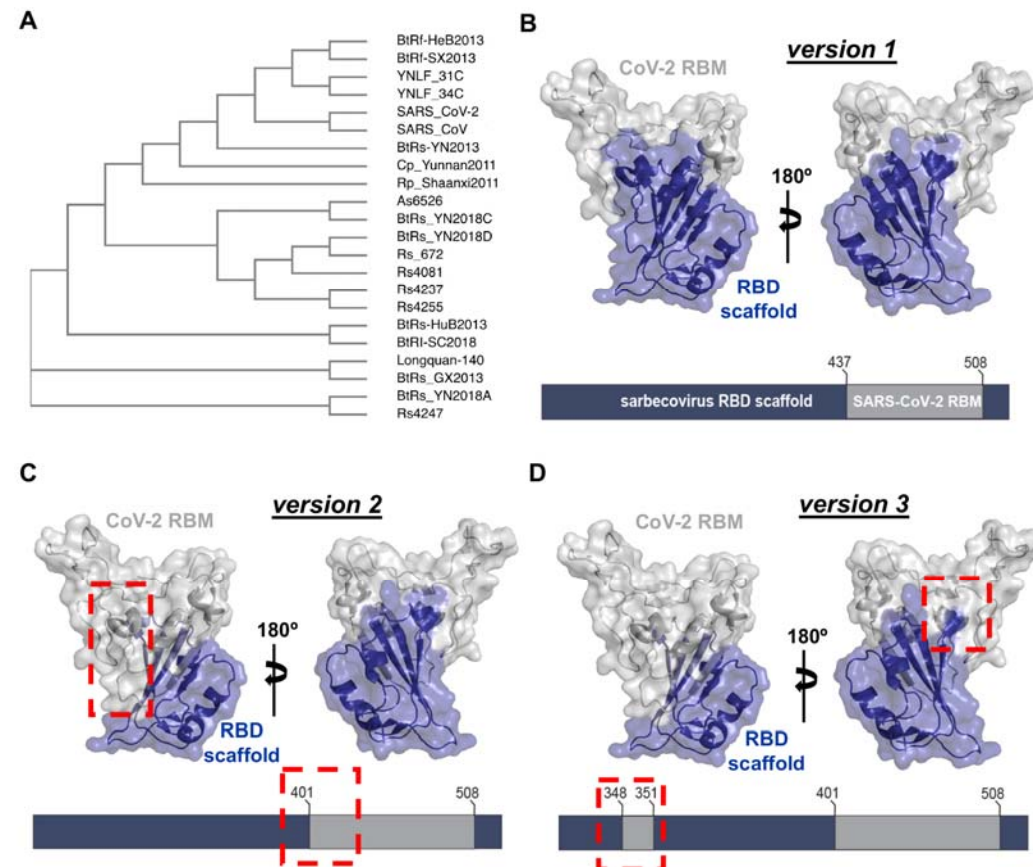 A
BtRf-HeB2013
BtRf-SX2013
YNLF_31C
YNLF_34C
SARS_CoV-2
SARS_CoV
BtRs-YN2013
Cp_Yunnan2011
Rp_Shaanxi2011
As6526
BtRs_YN2018C
BtRs_YN2018D
Rs_672
Rs4081
Rs4237
Rs4255
BtRs-HuB2013
BtRl-SC2018
Longquan-140
BtRs_GX2013
BtRs_YN2018A
Rs4247
B
version 1
CoV-2 RBM
180º
RBD
scaffold
437 508
sarbecovirus RBD scaffold SARS-CoV-2 RBM
C
version 2
CoV-2 RBM
180º
RBD
scaffold
401 508
D
version 3
CoV-2 RBM
180º
RBD
scaffold
348 351 401 508